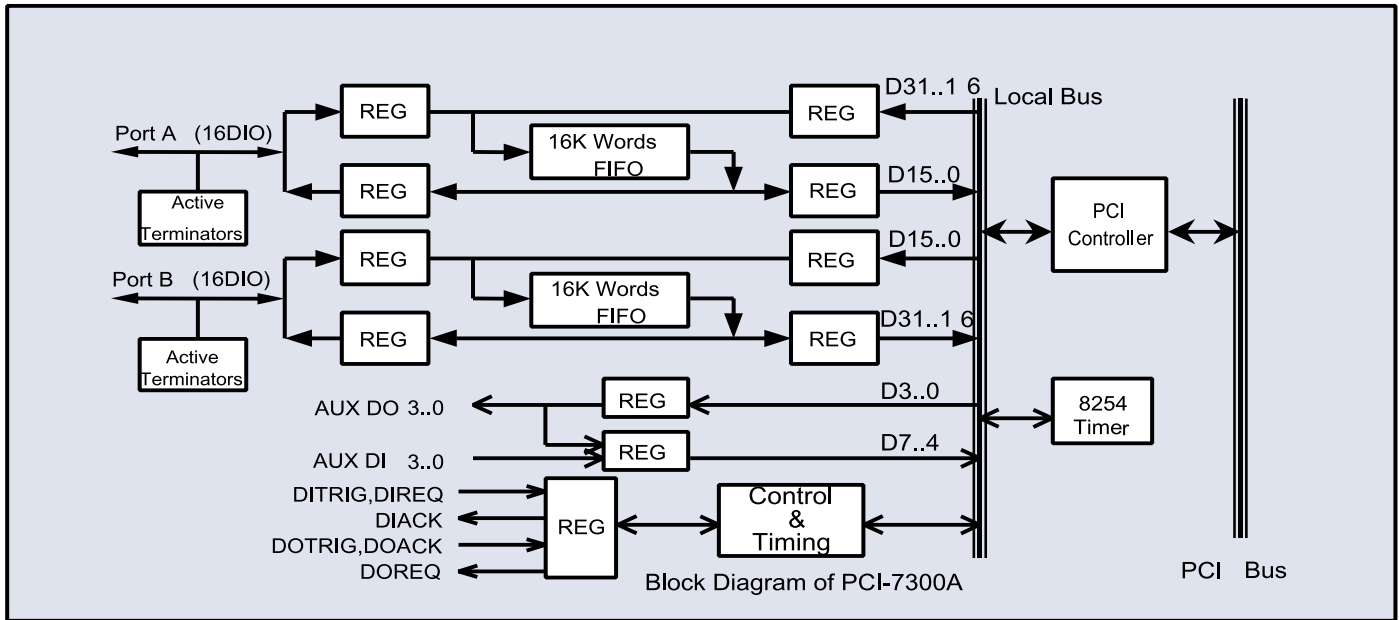 D31..1 6
Local Bus
REG
REG
Port A (16DIO)
16K Words
FIFO
REG
REG
D15..0
Active
Terminators
PCI
Controller
REG
REG
D15..0
Port B (16DIO)
16K Words
FIFO
REG
REG
D31..1 6
Active
Terminators
AUX DO 3..0
REG
D3..0
8254
Timer
AUX DI 3..0
REG
D7..4
DITRIG,DIREQ
DIACK
DOTRIG,DOACK
DOREQ
REG
Control
&
Timing
Block Diagram of PCI-7300A
PCI Bus